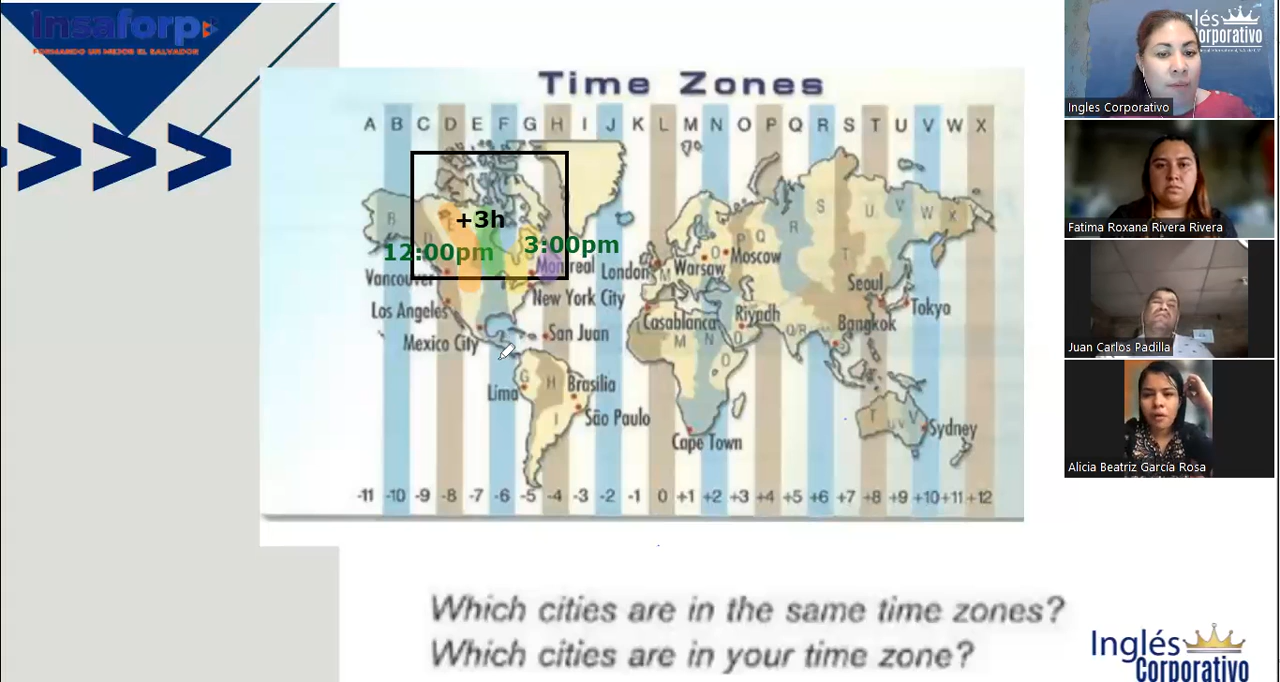 Insaforp
FORMANDO UN MEJOR EL SALVADOR
Time Zones
A B C D E F G H I J K L M N O P Q R S T U V W X
+3h
12:00pm
3:00pm
Vancouver
Montreal
London
Warsaw
Moscow
Los Angeles
New York City
Casablanca
Riyadh
Seoul
Tokyo
Mexico City
San Juan
Bangkok
Lima
Brasilia
São Paulo
Cape Town
Sydney
B
D
E
G
H
I
M
M
N
O
D
O
P
Q
Q/R
R
S
T
U
V
W
X
T
V
-11 -10 -9 -8 -7 -6 -5 -4 -3 -2 -1 0 +1 +2 +3 +4 +5 +6 +7 +8 +9 +10 +11 +12
Which cities are in the same time zones?
Which cities are in your time zone?
Inglés
Corporativo
glés
Corporativo
Ingles Corporativo
Fatima Roxana Rivera Rivera
Juan Carlos Padilla
Alicia Beatriz García Rosa